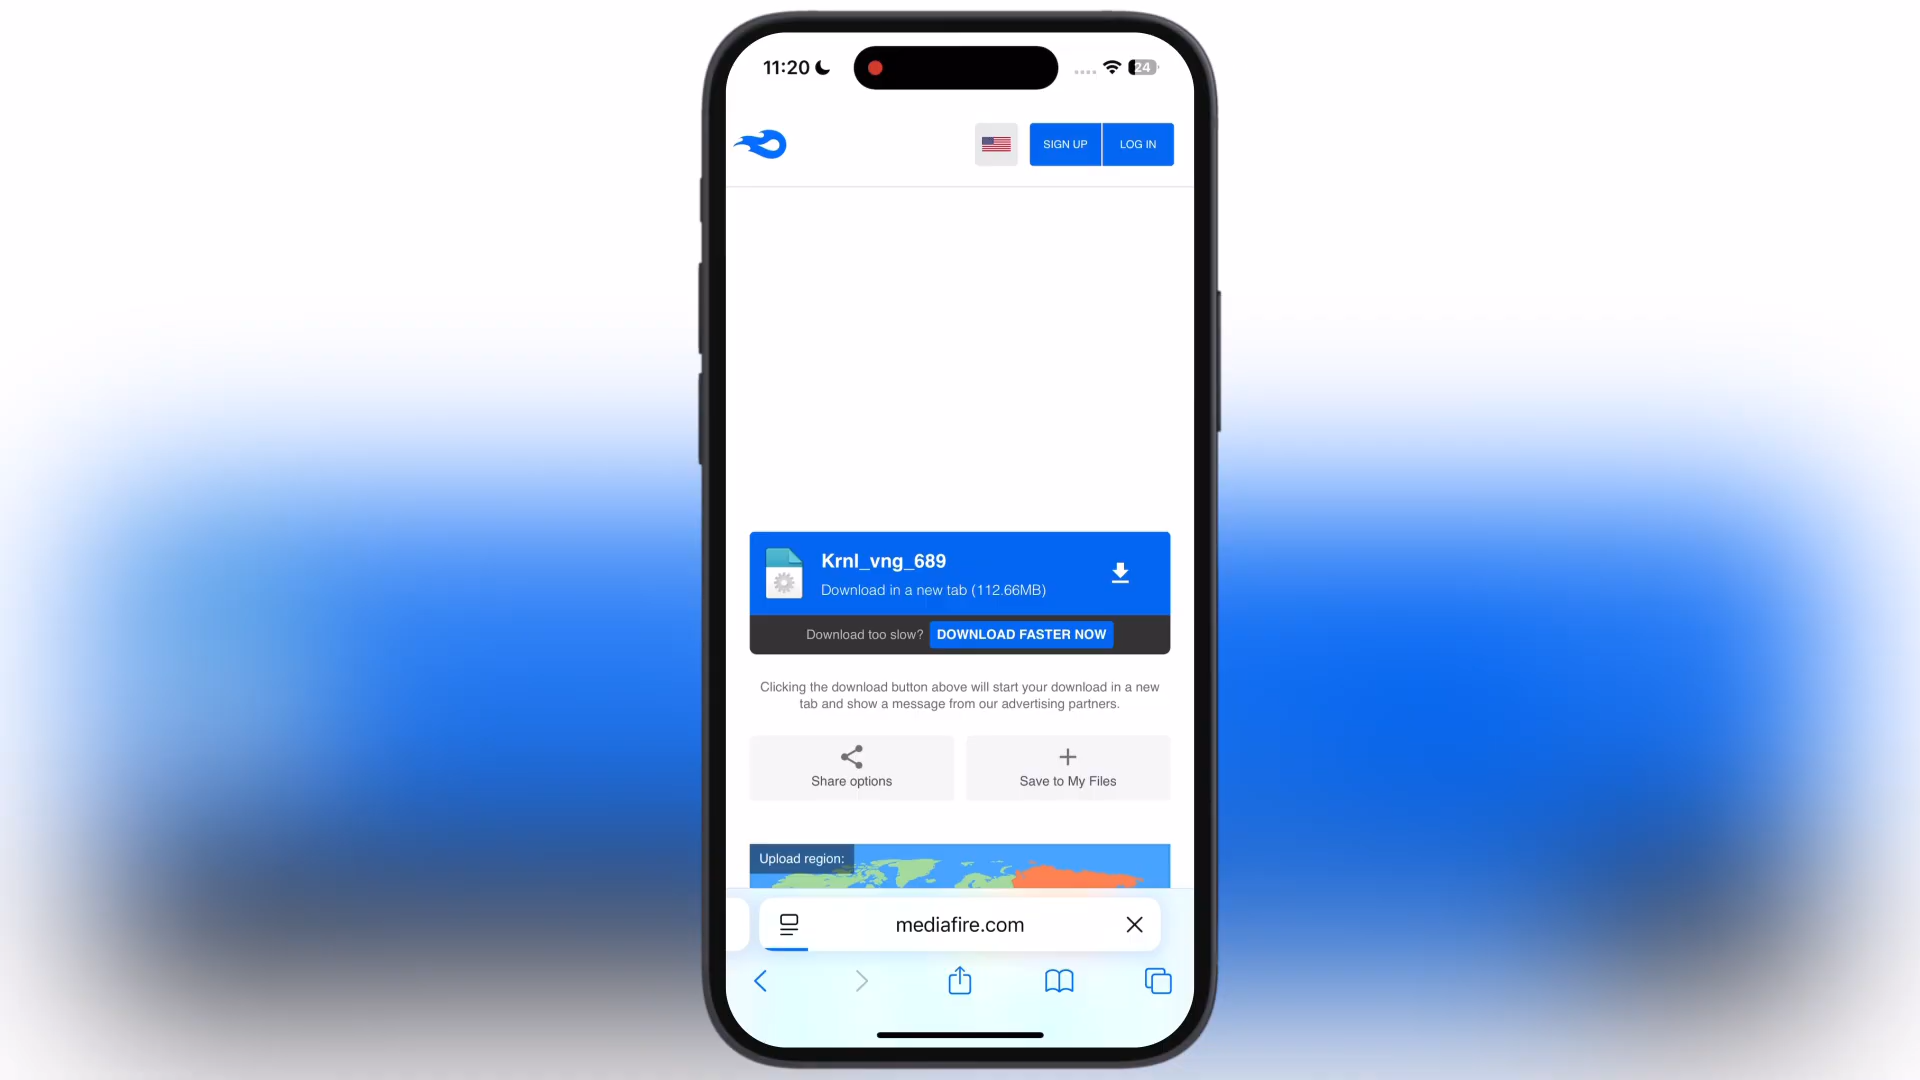 11:20
24
SIGN UP
LOG IN
Krnl_vng_689
Download in a new tab (112.66MB)
Download too slow? DOWNLOAD FASTER NOW
Clicking the download button above will start your download in a new
tab and show a message from our advertising partners.
Share options
Save to My Files
Upload region:
mediafire.com